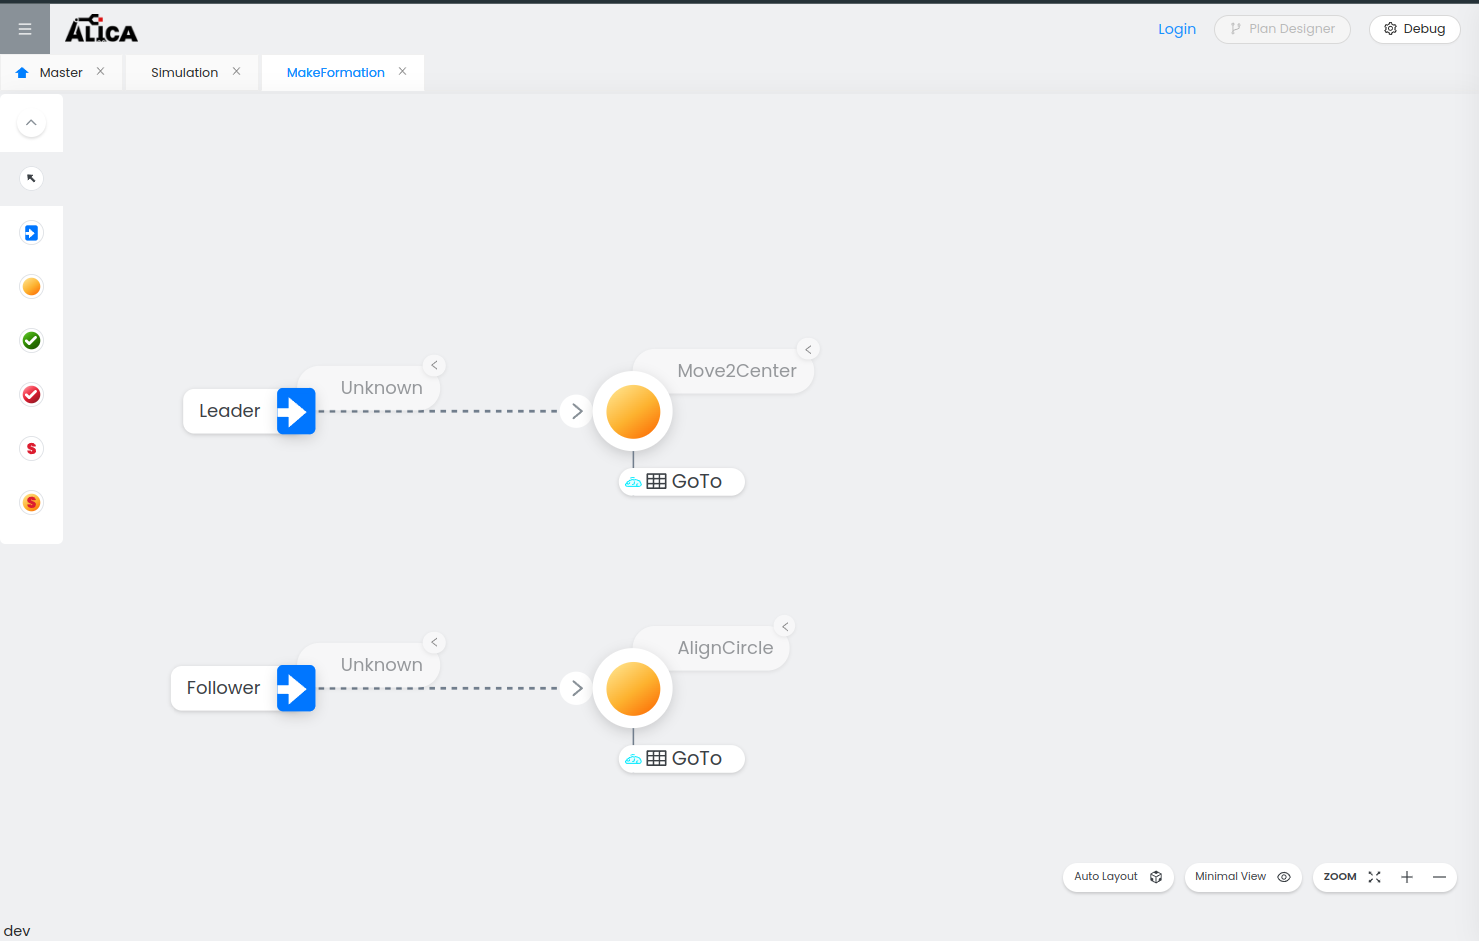 ALICA
Login
Plan Designer
Debug
Master
Simulation
MakeFormation
Move2Center
Unknown
Leader
GoTo
S
S
AlignCircle
Unknown
Follower
GoTo
Auto Layout
Minimal View
ZOOM
dev